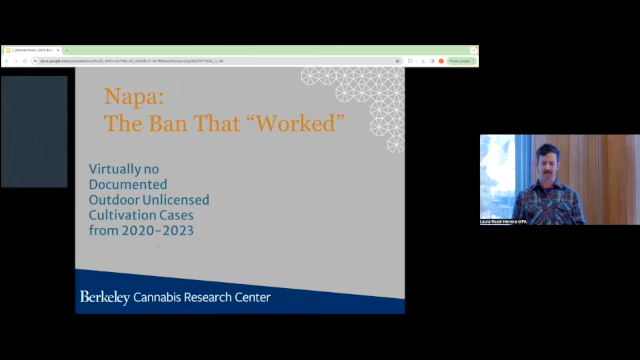 Napa:
The Ban That "Worked"
Virtually no
Documented
Outdoor Unlicensed
Cultivation Cases
from 2020-2023
Berkeley Cannabis Research Center